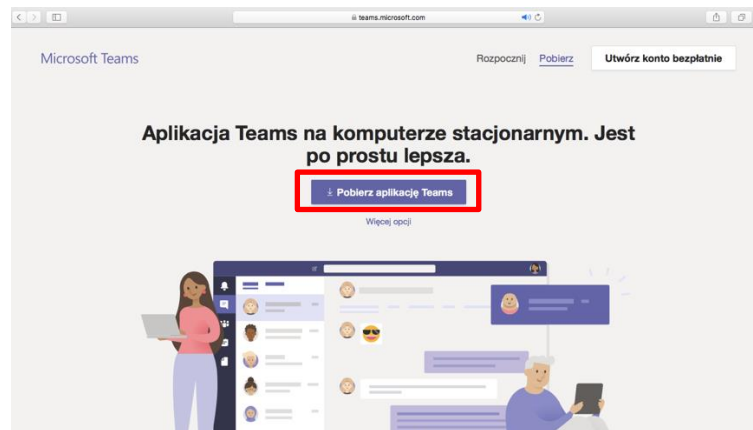 teams.microsoft.com
Microsoft Teams
Rozpocznij Pobierz Utwórz konto bezpłatnie
Aplikacja Teams na komputerze stacjonarnym. Jest
po prostu lepsza.
Pobierz aplikację Teams
Więcej opcji